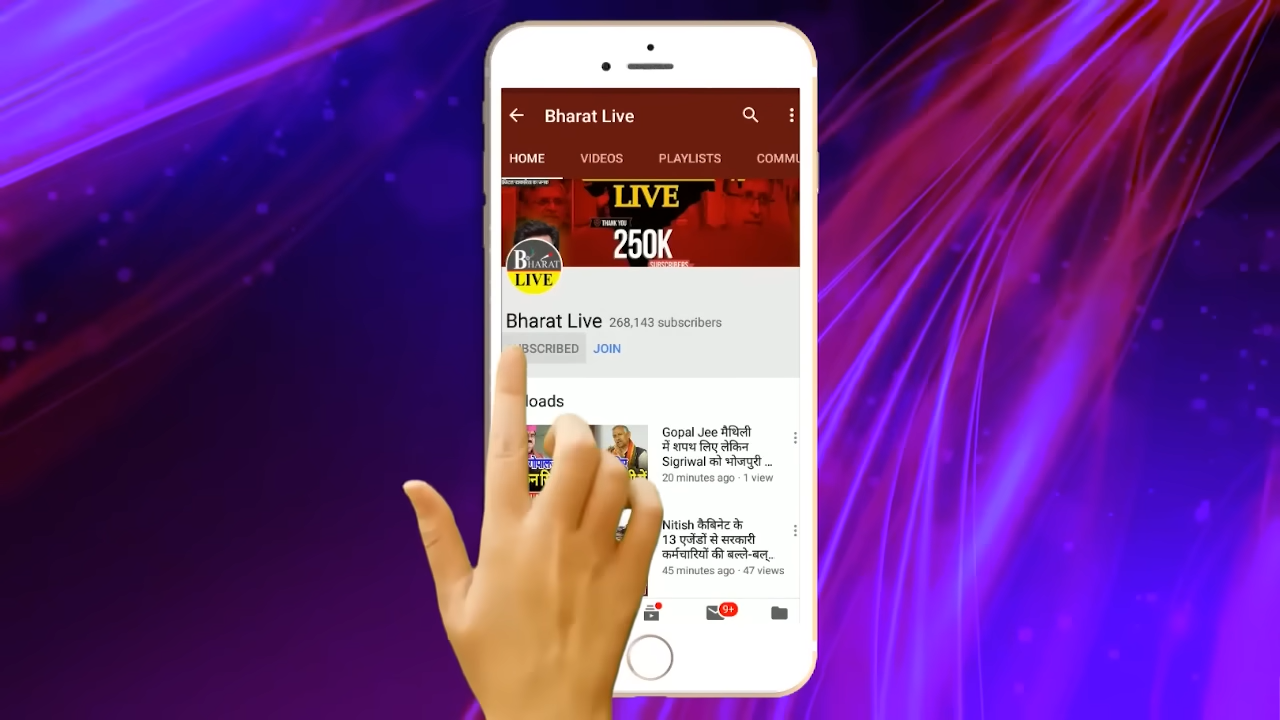 Bharat Live
HOME VIDEOS PLAYLISTS COMMU
LIVE
THANK YOU
250K
SUBSCRIBERS
BHARAT
LIVE
Bharat Live 268,143 subscribers
UBSCRIBED JOIN
loads
Gopal Jee मैथिली
में शपथ लिए लेकिन
Sigriwal को भोजपुरी ...
20 minutes ago · 1 view
Nitish कैबिनेट के
13 एजेंडों से सरकारी
कर्मचारियों की बल्ले-बल्..
45 minutes ago · 47 views
9+